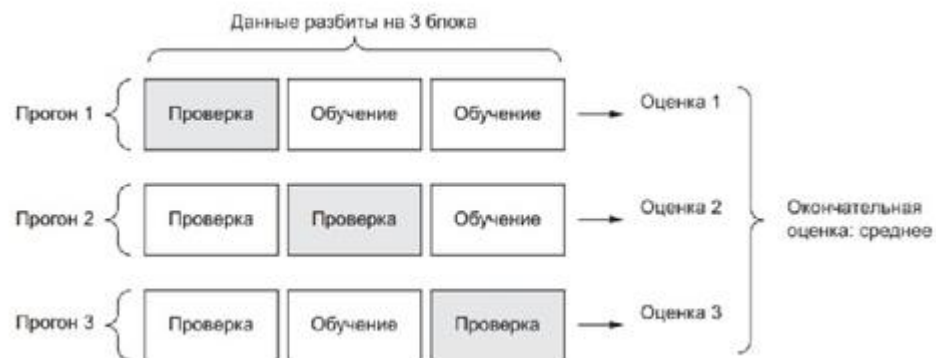 Данные разбиты на 3 блока
Прогон 1 Проверка Обучение Обучение Оценка 1
Прогон 2 Проверка Проверка Обучение Оценка 2
Прогон 3 Проверка Обучение Проверка Оценка 3
Окончательная
оценка: среднее